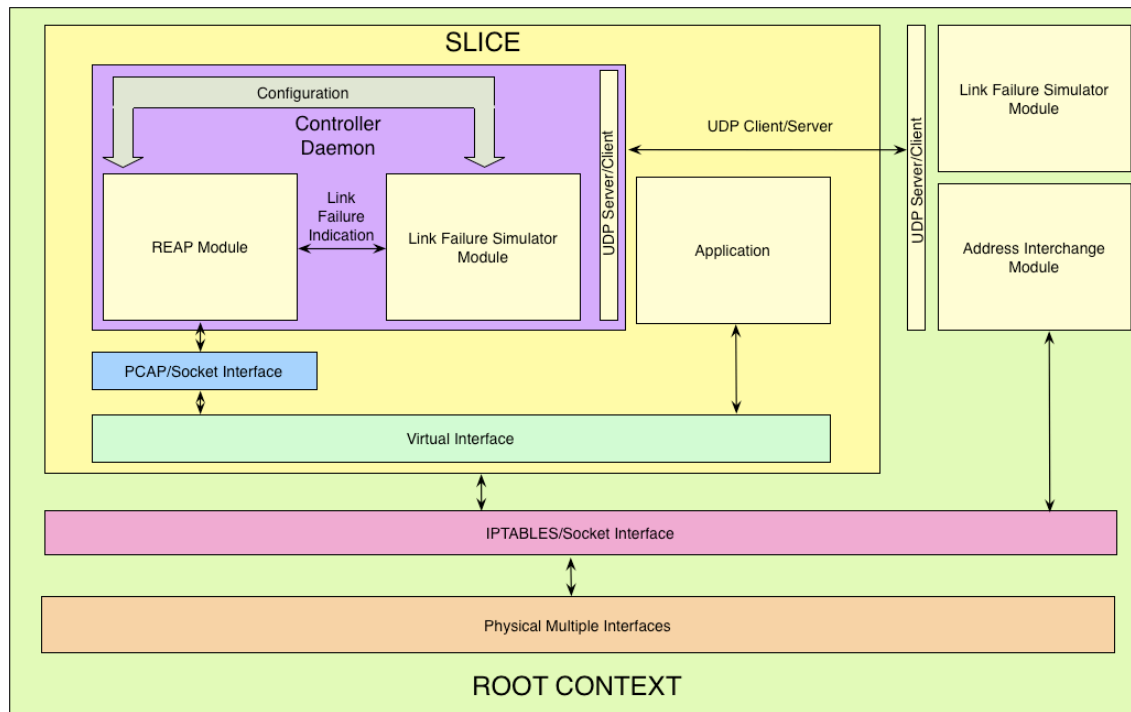 SLICE
Configuration
Controller
Daemon
REAP Module
Link
Failure
Indication
Link Failure Simulator
Module
UDP Server/Client
UDP Client/Server
Application
UDP Server/Client
Link Failure Simulator
Module
Address Interchange
Module
PCAP/Socket Interface
Virtual Interface
IPTABLES/Socket Interface
Physical Multiple Interfaces
ROOT CONTEXT